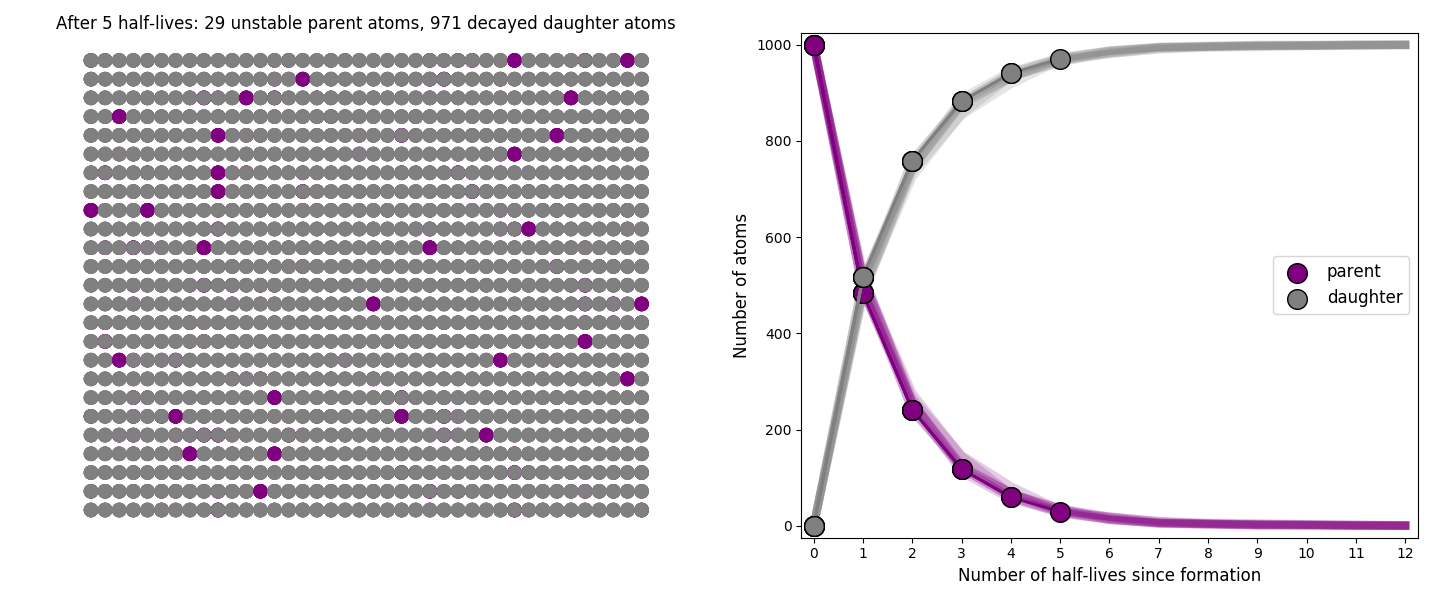 After 5 half-lives: 29 unstable parent atoms, 971 decayed daughter atoms
1000
800
600
400
200
0
Number of atoms
parent
daughter
0 1 2 3 4 5 6 7 8 9 10 11 12
Number of half-lives since formation